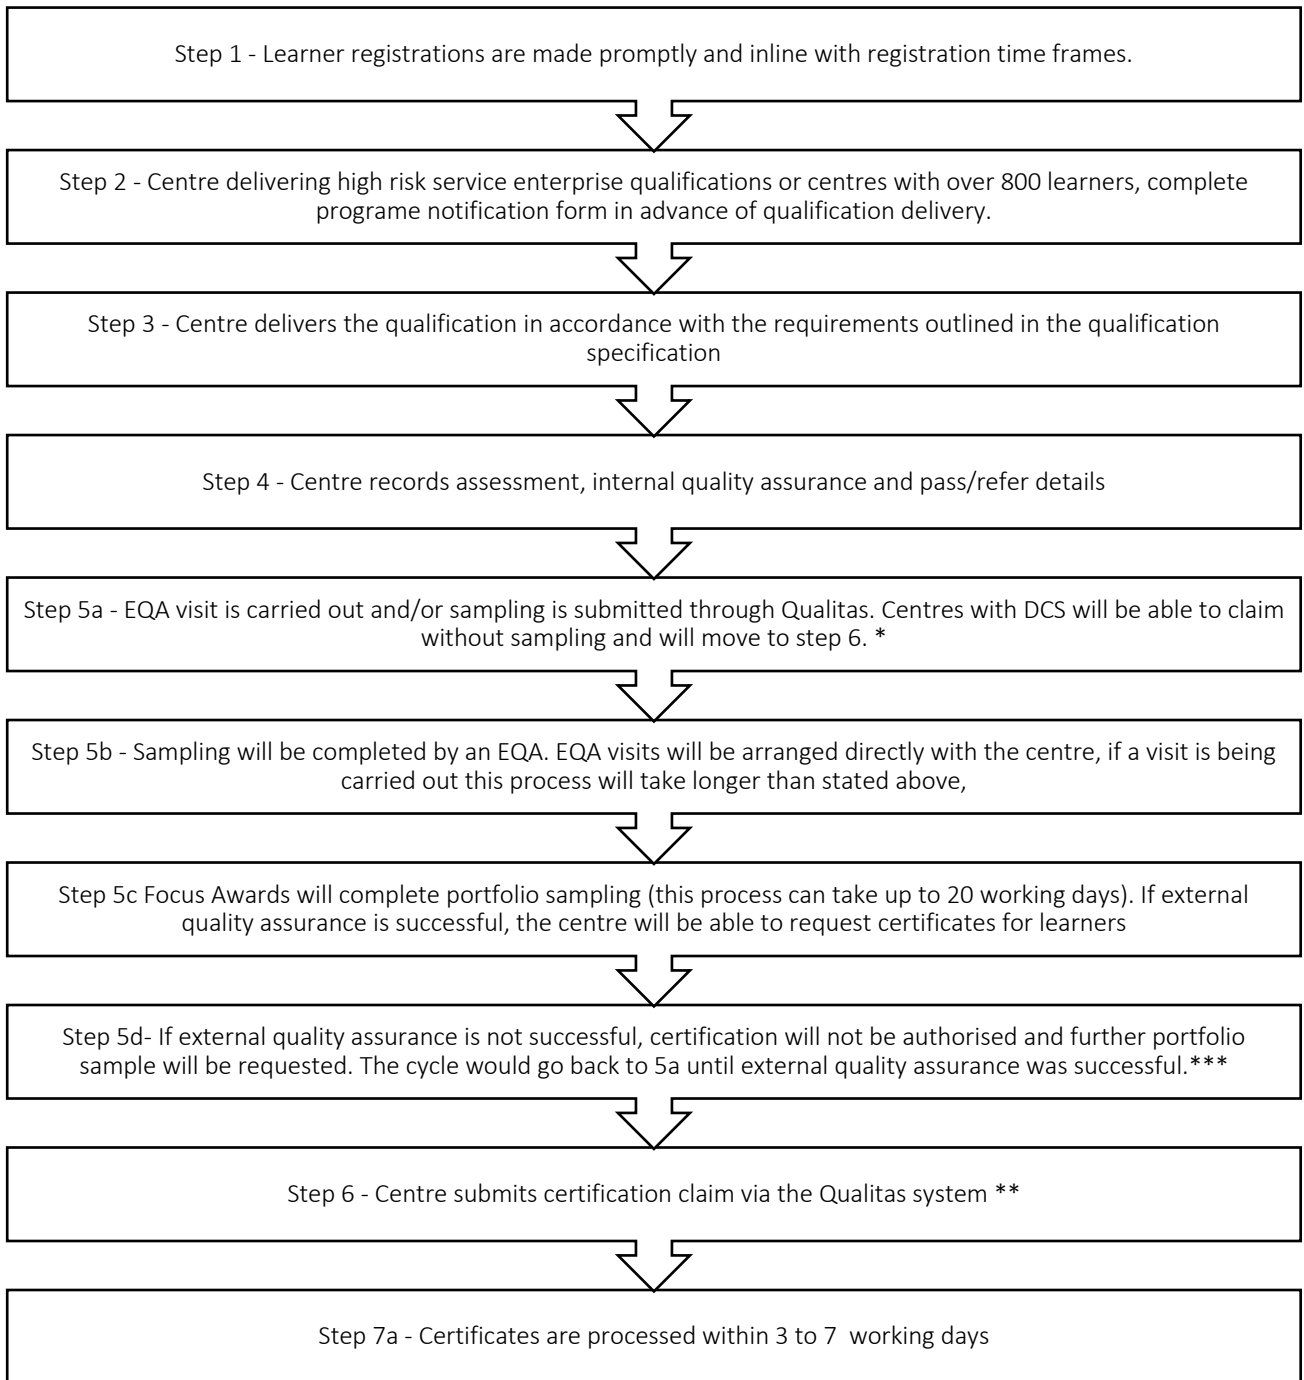 Step 1 - Learner registrations are made promptly and inline with registration time frames.
Step 2 - Centre delivering high risk service enterprise qualifications or centres with over 800 learners, complete
programe notification form in advance of qualification delivery.
Step 3 - Centre delivers the qualification in accordance with the requirements outlined in the qualification
specification
Step 4 - Centre records assessment, internal quality assurance and pass/refer details
Step 5a - EQA visit is carried out and/or sampling is submitted through Qualitas. Centres with DCS will be able to claim
without sampling and will move to step 6. *
Step 5b - Sampling will be completed by an EQA. EQA visits will be arranged directly with the centre, if a visit is being
carried out this process will take longer than stated above,
Step 5c Focus Awards will complete portfolio sampling (this process can take up to 20 working days). If external
quality assurance is successful, the centre will be able to request certificates for learners
Step 5d- If external quality assurance is not successful, certification will not be authorised and further portfolio
sample will be requested. The cycle would go back to 5a until external quality assurance was successful.***
Step 6 - Centre submits certification claim via the Qualitas system **
Step 7a - Certificates are processed within 3 to 7 working days